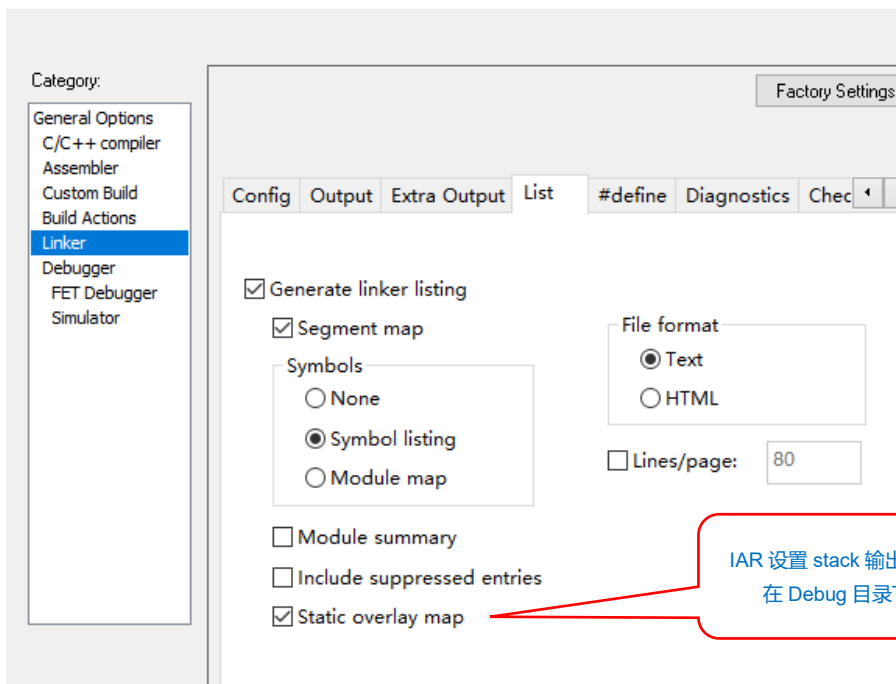 Category:
Factory Settings
General Options
C/C++ compiler
Assembler
Custom Build
Build Actions
Linker
Debugger
FET Debugger
Simulator
Config Output Extra Output List #define Diagnostics Chec
Generate linker listing
Segment map
Symbols
None
Symbol listing
Module map
File format
Text
HTML
Lines/page: 80
Module summary
Include suppressed entries
Static overlay map
IAR 设置 stack 输出
在 Debug 目录